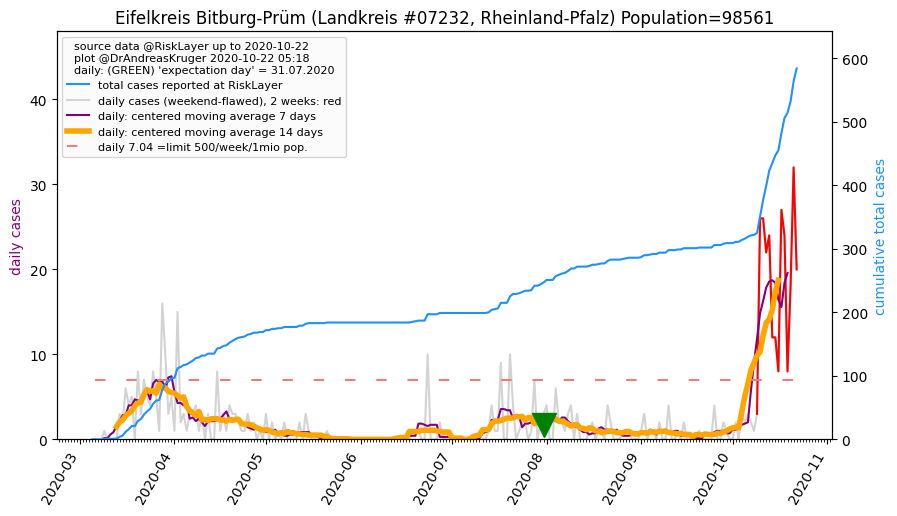 Eifelkreis Bitburg-Prüm (Landkreis #07232, Rheinland-Pfalz) Population=98561
source data @RiskLayer up to 2020-10-22
plot @DrAndreasKruger 2020-10-22 05:18
daily: (GREEN) 'expectation day' = 31.07.2020
total cases reported at RiskLayer
daily cases (weekend-flawed), 2 weeks: red
daily: centered moving average 7 days
daily: centered moving average 14 days
daily 7.04 =limit 500/week/1mio pop.
daily cases
40
30
20
10
0
cumulative total cases
600
500
400
300
200
100
0
2020-03
2020-04
2020-05
2020-06
2020-07
2020-08
2020-09
2020-10
2020-11